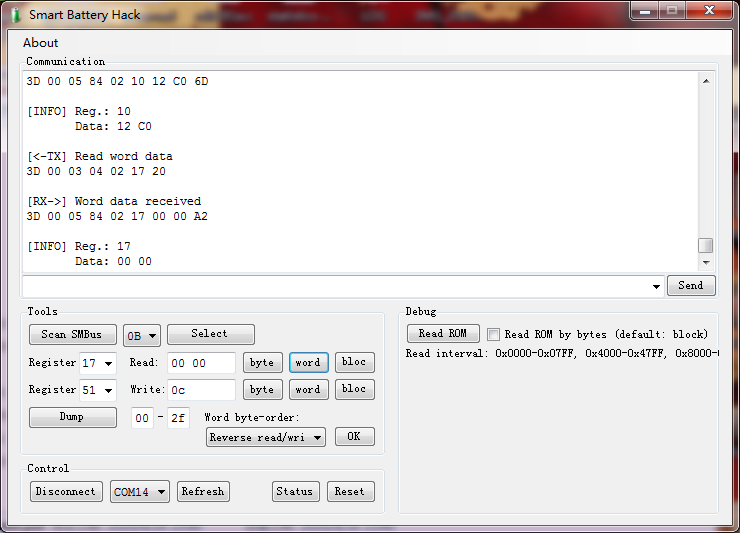 Smart Battery Hack
About
Communication
3D 00 05 84 02 10 12 C0 6D
[INFO] Reg.: 10
Data: 12 C0
[<-TX] Read word data
3D 00 03 04 02 17 20
[RX->] Word data received
3D 00 05 84 02 17 00 00 A2
[INFO] Reg.: 17
Data: 00 00
Send
Tools
Scan SMBus 0B Select
Register 17 Read: 00 00 byte word bloc
Register 51 Write: 0c byte word bloc
Dump 00 - 2f Word byte-order:
Reverse read/wri OK
Control
Disconnect COM14 Refresh Status Reset
Debug
Read ROM Read ROM by bytes (default: block)
Read interval: 0x0000-0x07FF, 0x4000-0x47FF, 0x8000-